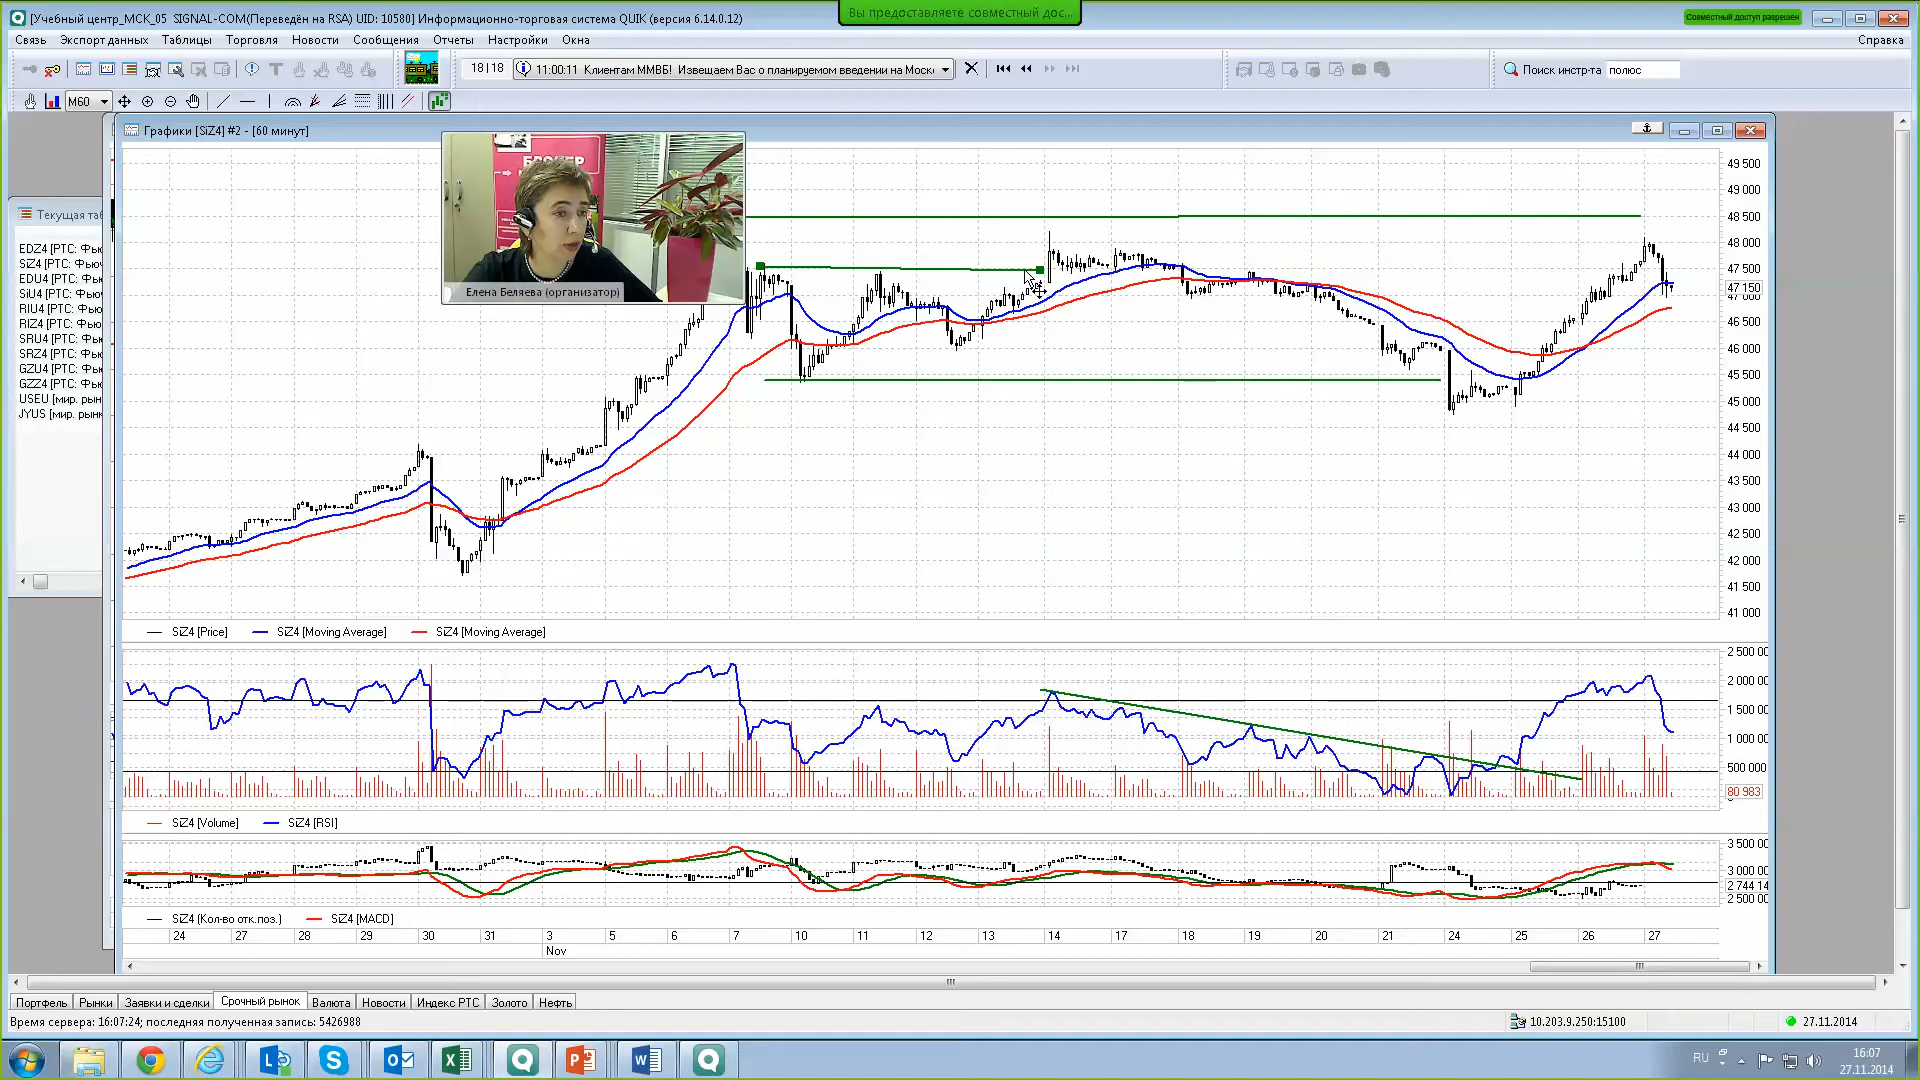 [Учебный центр_МСК_05 SIGNAL-COM(Переведён на RSA) UID: 10580] Информационно-торговая система QUIK (версия 6.14.0.12)
Вы предоставляете совместный дос...
Совместный доступ разрешен
Связь Экспорт данных Таблицы Торговля Новости Сообщения Отчеты Настройки Окна Справка
18|18 11:00:11 Клиентам ММВБ! Извещаем Вас о планируемом введении на Моск
Поиск инстр-та полюс
M60
Графики [SiZ4] #2 - [60 минут]
Текущая таб
EDZ4 [РТС: Фью
SiZ4 [РТС: Фьюч
EDU4 [РТС: Фью
SiU4 [РТС: Фьюч
RIU4 [РТС: Фью
RIZ4 [РТС: Фьюч
SRU4 [РТС: Фью
SRZ4 [РТС: Фью
GZU4 [РТС: Фью
GZZ4 [РТС: Фью
USEU [мир. рын
JYUS [мир. рынк
Елена Беляева (организатор)
49 500
49 000
48 500
48 000
47 500
47 150
47 000
46 500
46 000
45 500
45 000
44 500
44 000
43 500
43 000
42 500
42 000
41 500
41 000
SiZ4 [Price] SiZ4 [Moving Average] SiZ4 [Moving Average]
2 500 00
2 000 00
1 500 00
1 000 00
500 000
80 983
SiZ4 [Volume] SiZ4 [RSI]
3 500 0
3 000 0
2 744 14
2 500 0
SiZ4 (Кол-во отк.поз.) SiZ4 [MACD]
24 27 28 29 30 31 3 5 6 7 10 11 12 13 14 17 18 19 20 21 24 25 26 27
Nov
Портфель Рынки Заявки и сделки Срочный рынок Валюта Новости Индекс РТС Золото Нефть
Время сервера: 16:07:24; последняя полученная запись: 5426988 10.203.9.250:15100 27.11.2014
RU 16:07
27.11.2014